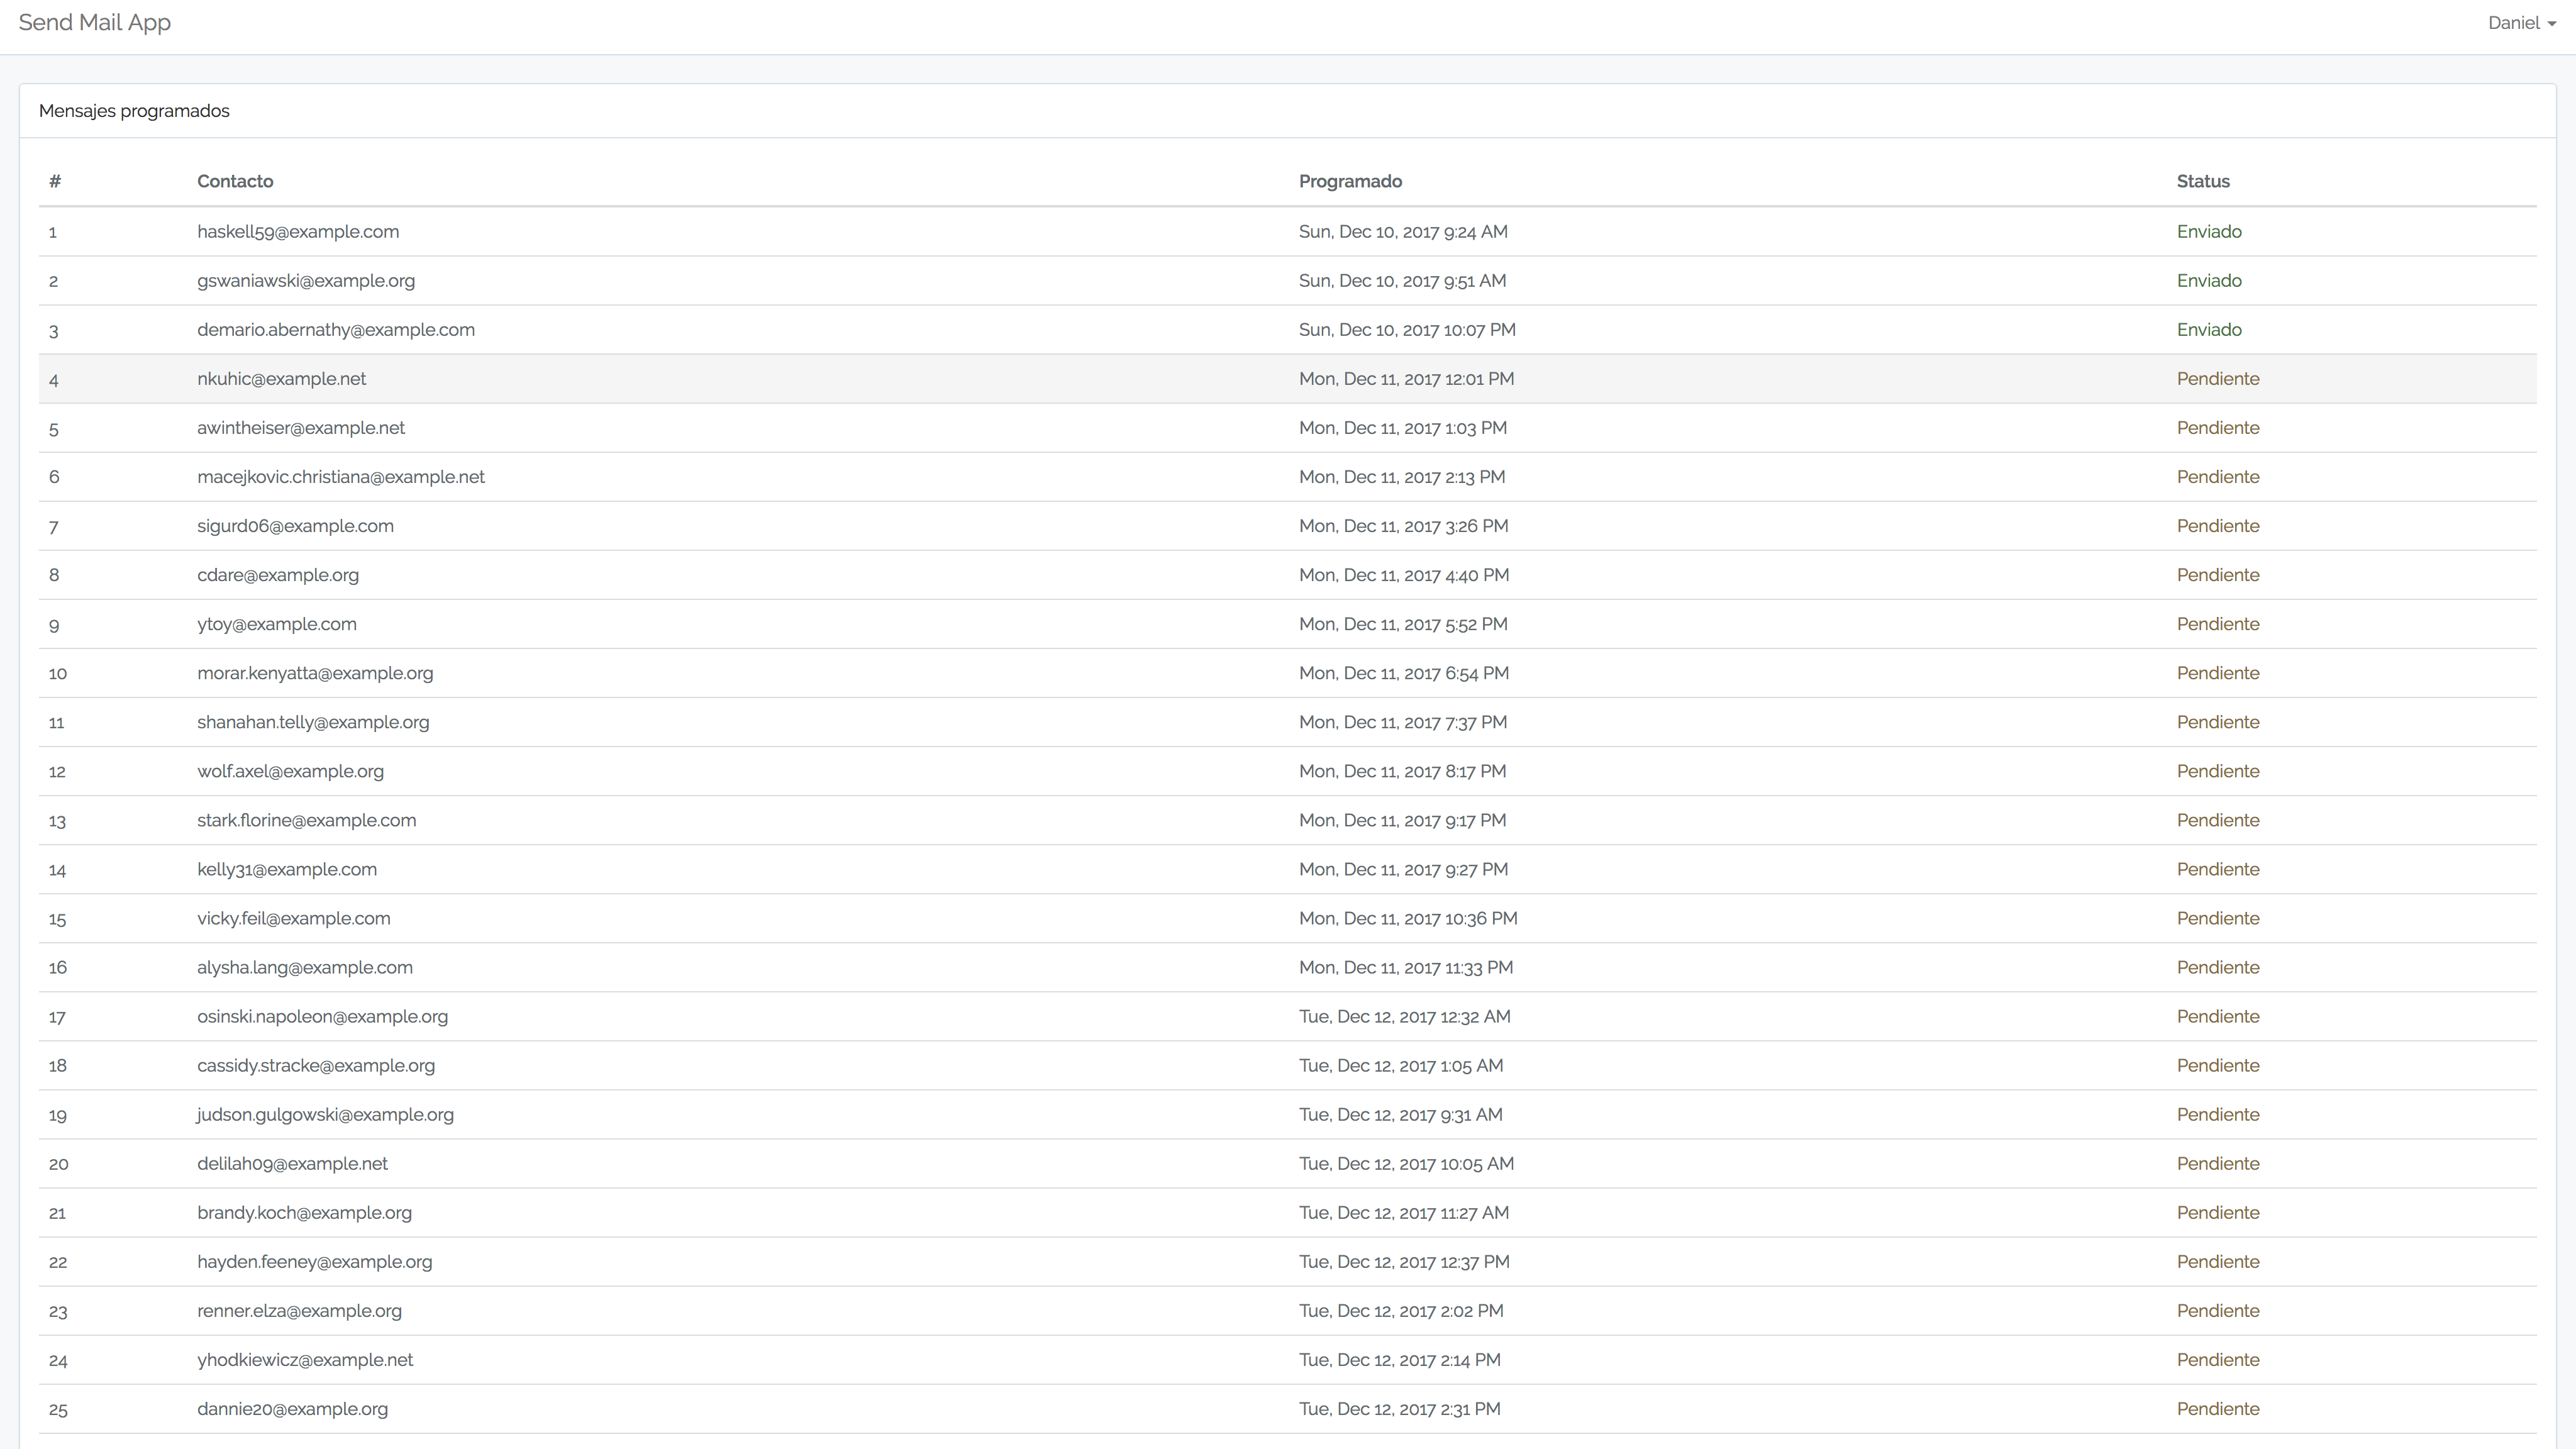 Send Mail App Daniel
Mensajes programados
# Contacto Programado Status
1 haskell59@example.com Sun, Dec 10, 2017 9:24 AM Enviado
2 gswaniawski@example.org Sun, Dec 10, 2017 9:51 AM Enviado
3 demario.abernathy@example.com Sun, Dec 10, 2017 10:07 PM Enviado
4 nkuhic@example.net Mon, Dec 11, 2017 12:01 PM Pendiente
5 awintheiser@example.net Mon, Dec 11, 2017 1:03 PM Pendiente
6 macejkovic.christiana@example.net Mon, Dec 11, 2017 2:13 PM Pendiente
7 sigurd06@example.com Mon, Dec 11, 2017 3:26 PM Pendiente
8 cdare@example.org Mon, Dec 11, 2017 4:40 PM Pendiente
9 ytoy@example.com Mon, Dec 11, 2017 5:52 PM Pendiente
10 morar.kenyatta@example.org Mon, Dec 11, 2017 6:54 PM Pendiente
11 shanahan.telly@example.org Mon, Dec 11, 2017 7:37 PM Pendiente
12 wolf.axel@example.org Mon, Dec 11, 2017 8:17 PM Pendiente
13 stark.florine@example.com Mon, Dec 11, 2017 9:17 PM Pendiente
14 kelly31@example.com Mon, Dec 11, 2017 9:27 PM Pendiente
15 vicky.feil@example.com Mon, Dec 11, 2017 10:36 PM Pendiente
16 alysha.lang@example.com Mon, Dec 11, 2017 11:33 PM Pendiente
17 osinski.napoleon@example.org Tue, Dec 12, 2017 12:32 AM Pendiente
18 cassidy.stracke@example.org Tue, Dec 12, 2017 1:05 AM Pendiente
19 judson.gulgowski@example.org Tue, Dec 12, 2017 9:31 AM Pendiente
20 delilah09@example.net Tue, Dec 12, 2017 10:05 AM Pendiente
21 brandy.koch@example.org Tue, Dec 12, 2017 11:27 AM Pendiente
22 hayden.feeney@example.org Tue, Dec 12, 2017 12:37 PM Pendiente
23 renner.elza@example.org Tue, Dec 12, 2017 2:02 PM Pendiente
24 yhodkiewicz@example.net Tue, Dec 12, 2017 2:14 PM Pendiente
25 dannie20@example.org Tue, Dec 12, 2017 2:31 PM Pendiente